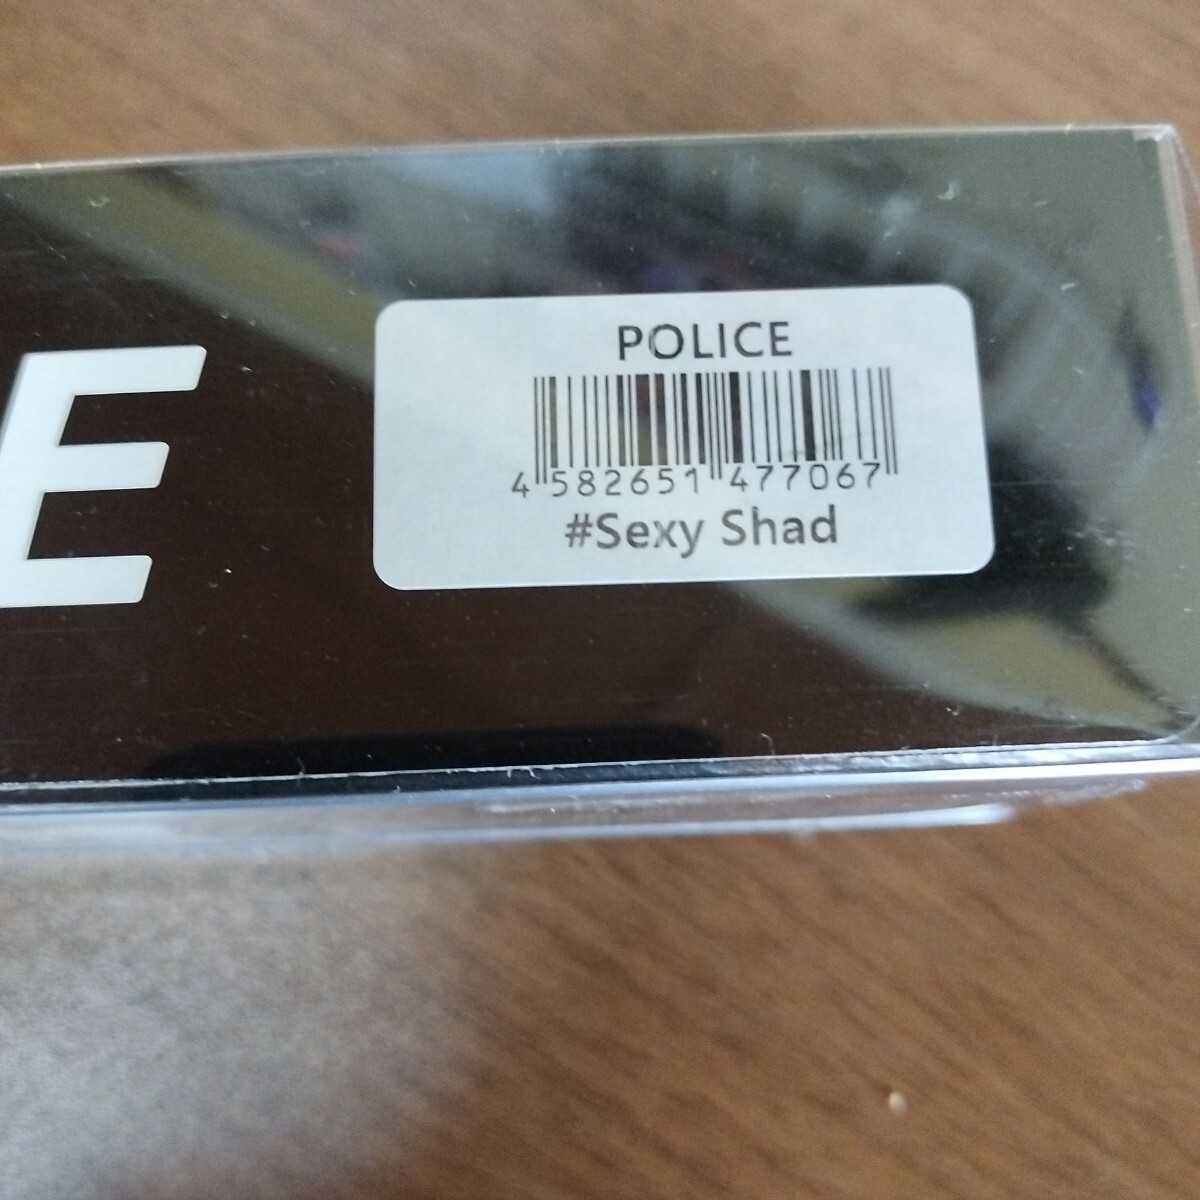 E
POLICE
4 582651 477067
#Sexy Shad